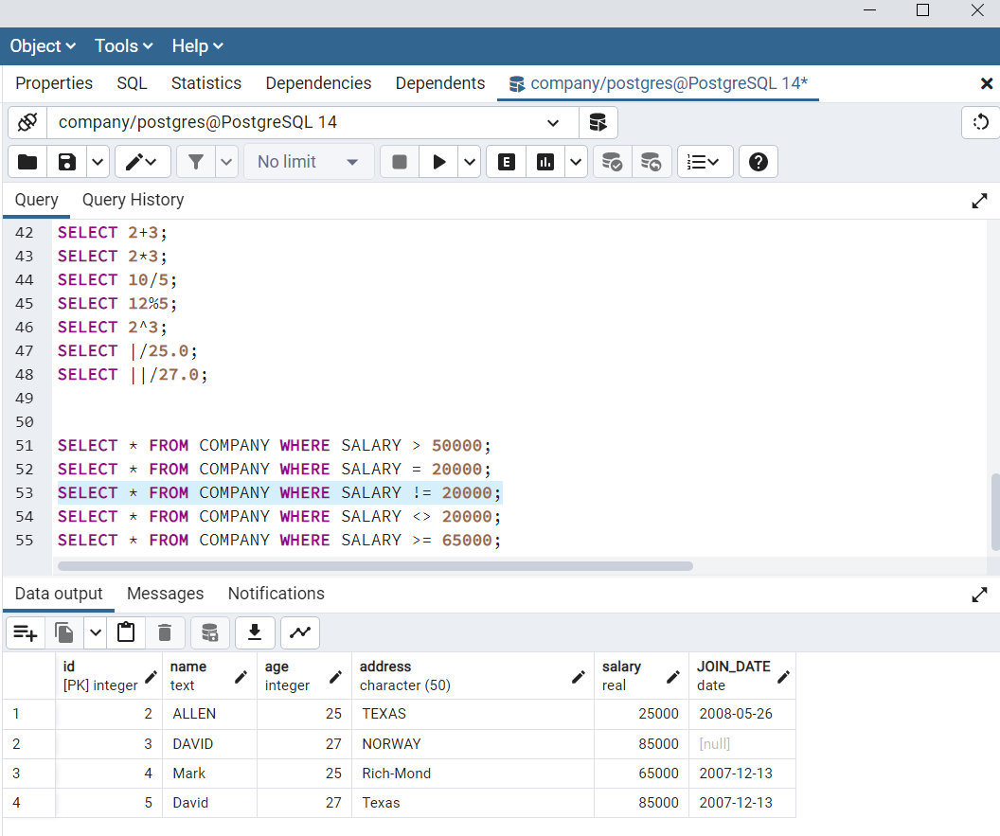 Object Tools Help
Properties SQL Statistics Dependencies Dependents company/postgres@PostgreSQL 14*
company/postgres@PostgreSQL 14
No limit E
Query Query History
42 SELECT 2+3;
43 SELECT 2*3;
44 SELECT 10/5;
45 SELECT 12%5;
46 SELECT 2^3;
47 SELECT |/25.0;
48 SELECT ||/27.0;
49
50
51 SELECT * FROM COMPANY WHERE SALARY > 50000;
52 SELECT * FROM COMPANY WHERE SALARY = 20000;
53 SELECT * FROM COMPANY WHERE SALARY != 20000;
54 SELECT * FROM COMPANY WHERE SALARY <> 20000;
55 SELECT * FROM COMPANY WHERE SALARY >= 65000;
Data output Messages Notifications
id name age address salary JOIN_DATE
[PK] integer text integer character (50) real date
1 2 ALLEN 25 TEXAS 25000 2008-05-26
2 3 DAVID 27 NORWAY 85000 [null]
3 4 Mark 25 Rich-Mond 65000 2007-12-13
4 5 David 27 Texas 85000 2007-12-13